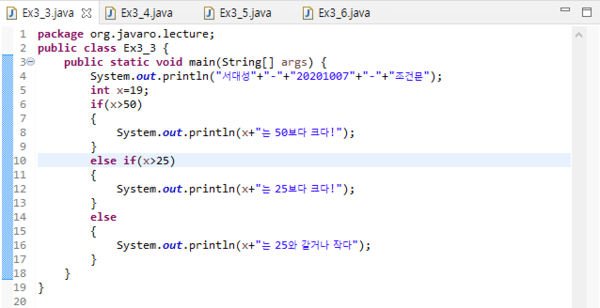 Ex3_3.java Ex3_4.java Ex3_5.java Ex3_6.java
1 package org.javaro.lecture;
2 public class Ex3_3 {
3 public static void main(String[] args) {
4 System.out.println("서대성"+"-"+"20201007"+"-"+"조건문");
5 int x=19;
6 if(x>50)
7 {
8 System.out.println(x+"는 50보다 크다!");
9 }
10 else if(x>25)
11 {
12 System.out.println(x+"는 25보다 크다!");
13 }
14 else
15 {
16 System.out.println(x+"는 25와 같거나 작다");
17 }
18 }
19 }
20